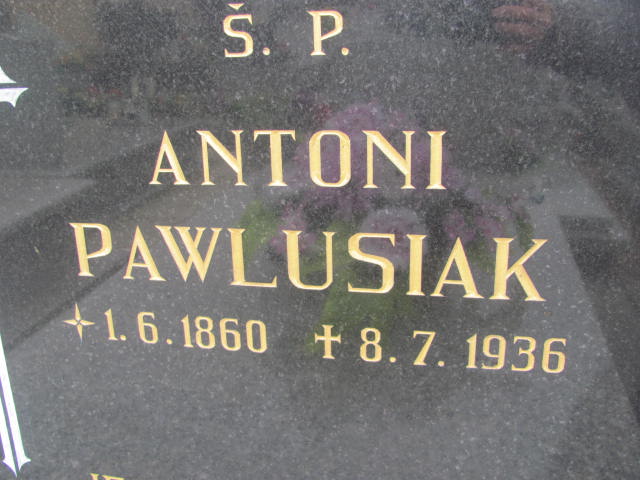 Š. P.
ANTONI
PAWLUSIAK
1.6.1860 ✝ 8.7.1936